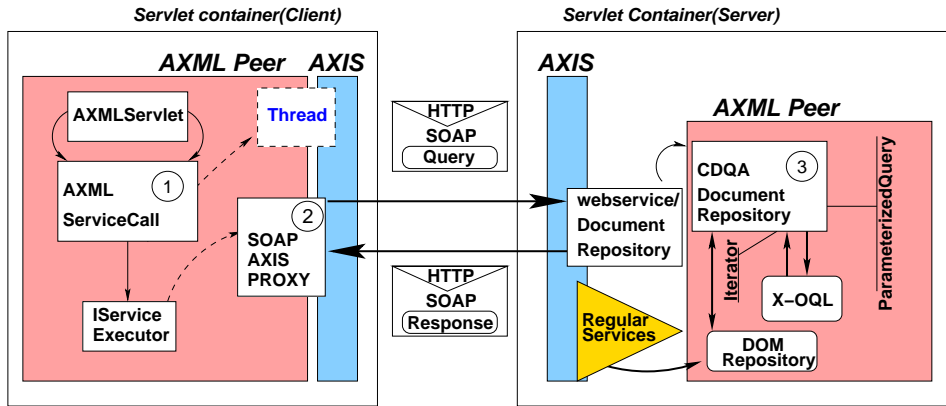 Servlet container(Client)
Servlet Container(Server)
AXML Peer
AXIS
AXIS
AXML Peer
AXMLServlet
Thread
AXML
ServiceCall
1
2
SOAP
AXIS
PROXY
IService
Executor
HTTP
SOAP
Query
HTTP
SOAP
Response
webservice/
Document
Repository
Regular
Services
CDQA
Document
Repository
3
Iterator
X−OQL
DOM
Repository
ParameterizedQuery